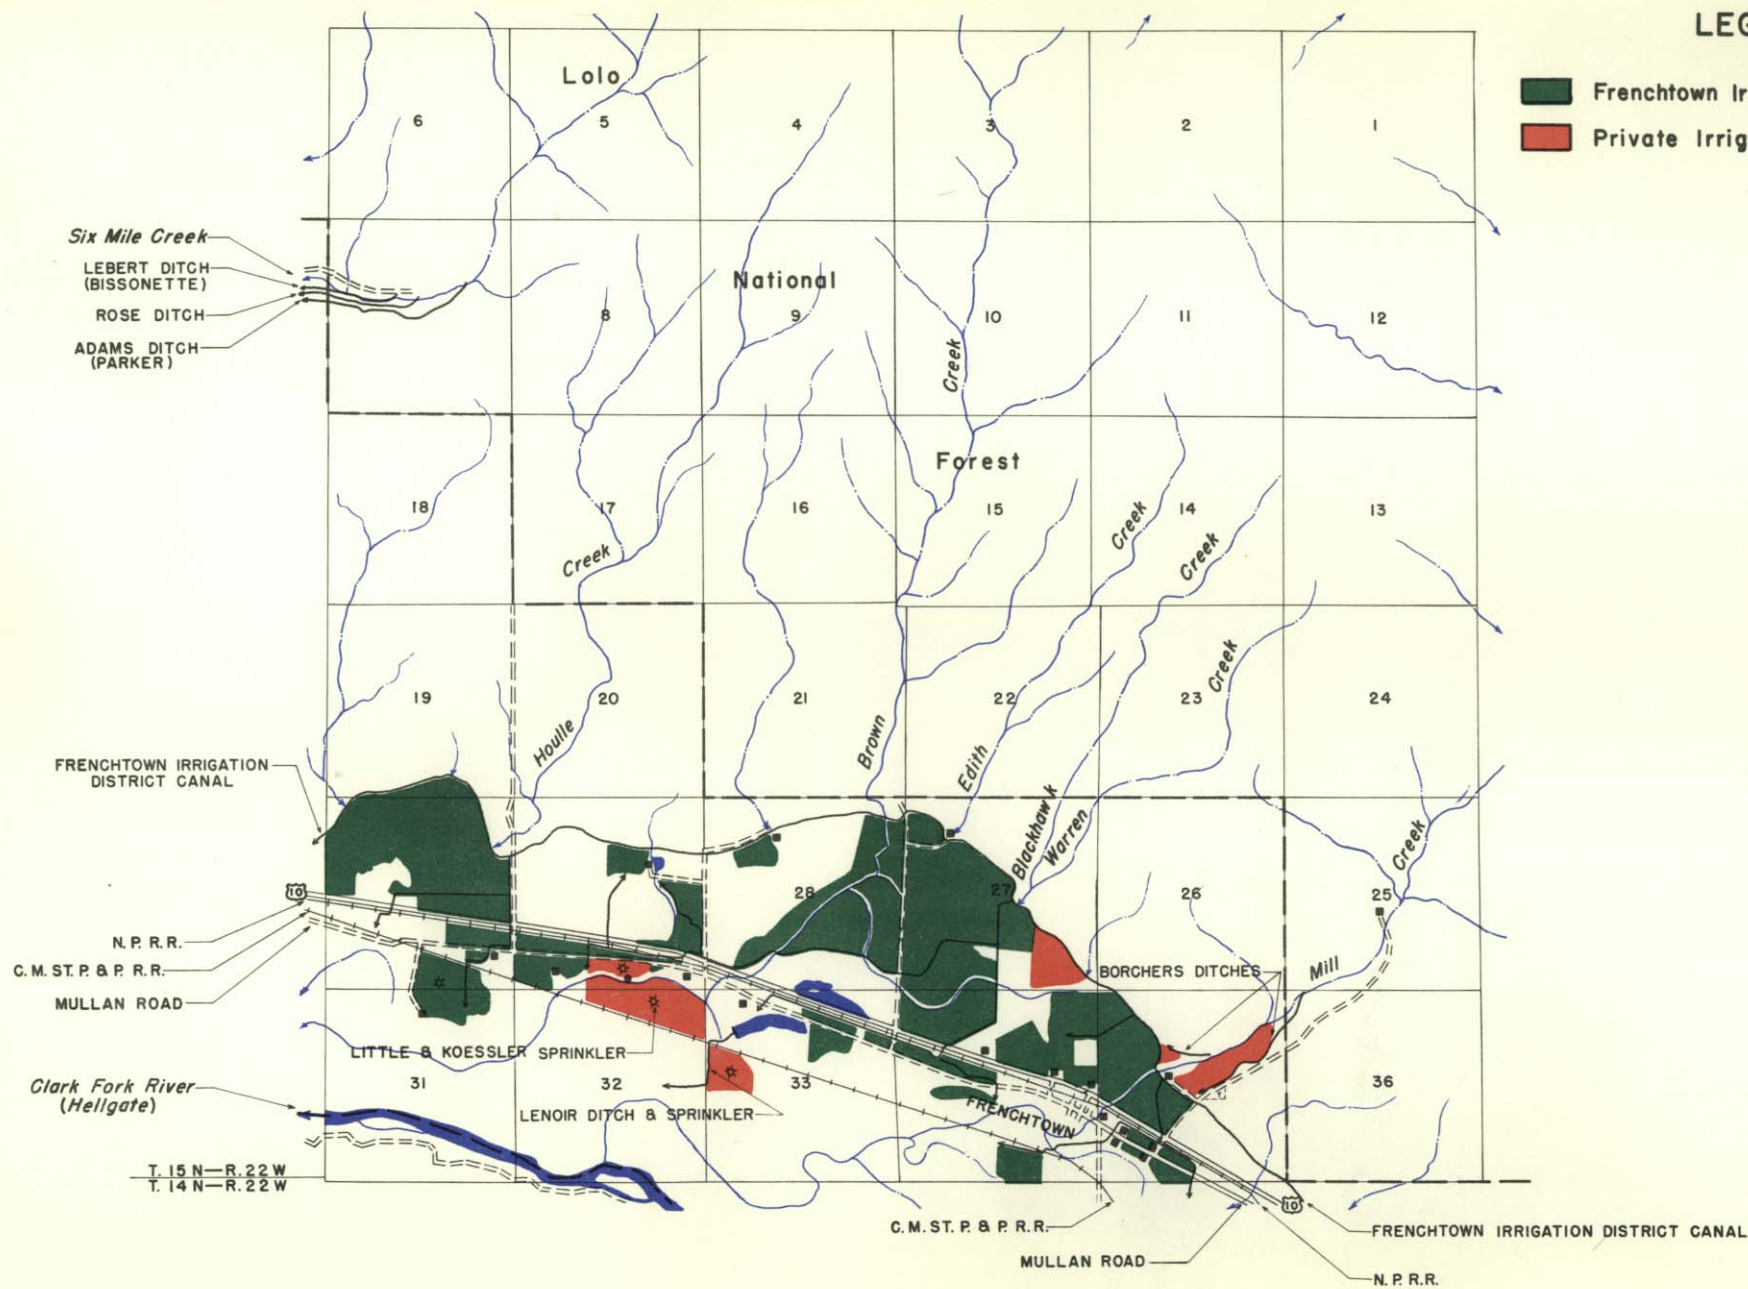 LEG
Frenchtown Ir
Private Irrig
Lolo
6
5
4
3
2
1
Six Mile Creek
LEBERT DITCH
(BISSONETTE)
ROSE DITCH
ADAMS DITCH
(PARKER)
National
8
9
10
11
12
Creek
Forest
18
17
16
15
14
13
Creek
Creek
Creek
19
20
21
22
23
24
Creek
Houlle
Brown
Edith
Blackhawk
Warren
FRENCHTOWN IRRIGATION
DISTRICT CANAL
Creek
10
28
27
26
25
N. P. R.R.
C. M. ST. P. & P. R.R.
MULLAN ROAD
BORCHERS DITCHES
Mill
LITTLE & KOESSLER SPRINKLER
31
32
33
36
Clark Fork River
(Hellgate)
LENOIR DITCH & SPRINKLER
FRENCHTOWN
T. 15 N—R. 22 W
T. 14 N—R. 22 W
10
C. M. ST. P. & P. R.R.
FRENCHTOWN IRRIGATION DISTRICT CANAL
MULLAN ROAD
N. P. R.R.